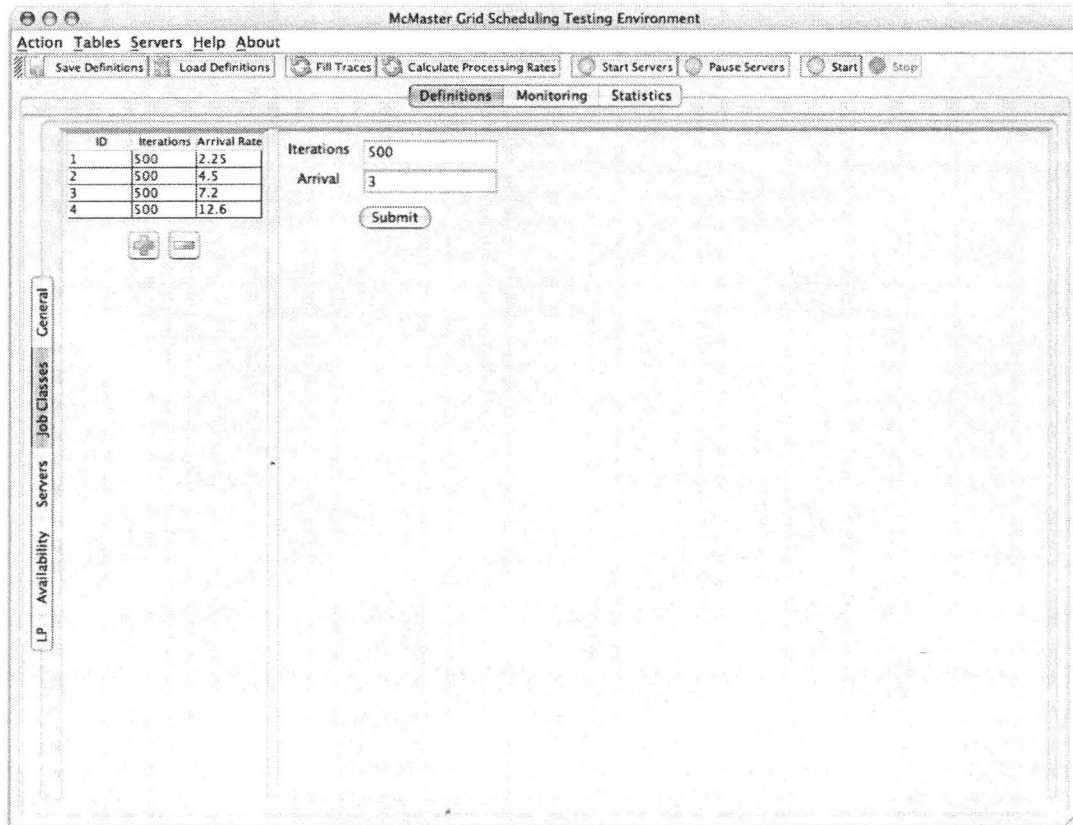 McMaster Grid Scheduling Testing Environment
Action Tables Servers Help About
Save Definitions Load Definitions Fill Traces Calculate Processing Rates Start Servers Pause Servers Start Stop
Definitions Monitoring Statistics
ID Iterations Arrival Rate
1 500 2.25
2 500 4.5
3 500 7.2
4 500 12.6
Iterations 500
Arrival 3
Submit
General
Job Classes
Servers
Availability
LP